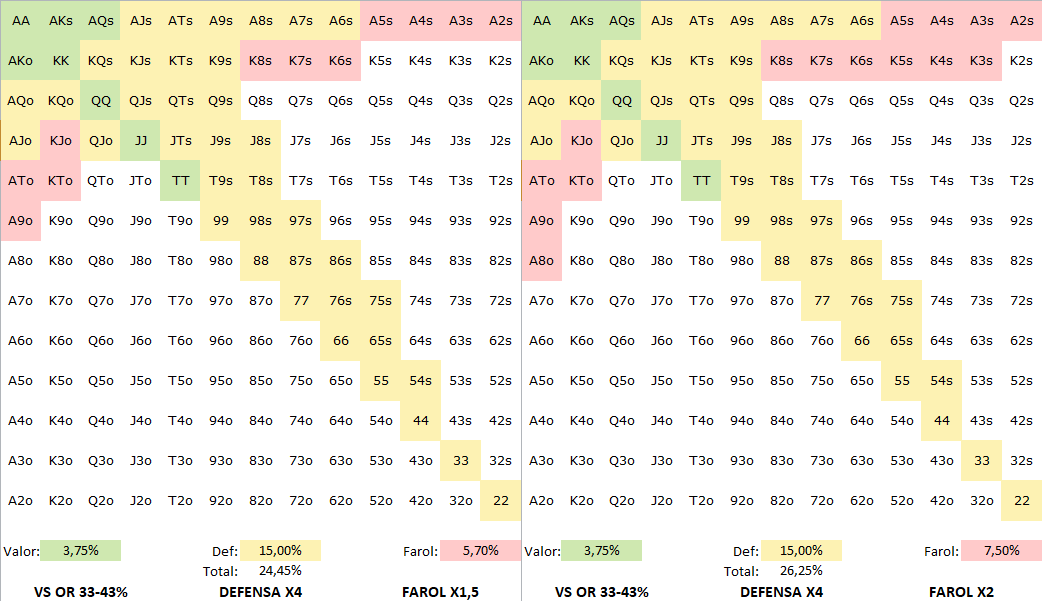 AA AKs AQs AJs ATs A9s A8s A7s A6s A5s A4s A3s A2s AA AKs AQs AJs ATs A9s A8s A7s A6s A5s A4s A3s A2s
AKo KK KQs KJs KTs K9s K8s K7s K6s K5s K4s K3s K2s AKo KK KQs KJs KTs K9s K8s K7s K6s K5s K4s K3s K2s
AQo KQo QQ QJs QTs Q9s Q8s Q7s Q6s Q5s Q4s Q3s Q2s AQo KQo QQ QJs QTs Q9s Q8s Q7s Q6s Q5s Q4s Q3s Q2s
AJo KJo QJo JJ JTs J9s J8s J7s J6s J5s J4s J3s J2s AJo KJo QJo JJ JTs J9s J8s J7s J6s J5s J4s J3s J2s
ATo KTo QTo JTo TT T9s T8s T7s T6s T5s T4s T3s T2s ATo KTo QTo JTo TT T9s T8s T7s T6s T5s T4s T3s T2s
A9o K9o Q9o J9o T9o 99 98s 97s 96s 95s 94s 93s 92s A9o K9o Q9o J9o T9o 99 98s 97s 96s 95s 94s 93s 92s
A8o K8o Q8o J8o T8o 98o 88 87s 86s 85s 84s 83s 82s A8o K8o Q8o J8o T8o 98o 88 87s 86s 85s 84s 83s 82s
A7o K7o Q7o J7o T7o 97o 87o 77 76s 75s 74s 73s 72s A7o K7o Q7o J7o T7o 97o 87o 77 76s 75s 74s 73s 72s
A6o K6o Q6o J6o T6o 96o 86o 76o 66 65s 64s 63s 62s A6o K6o Q6o J6o T6o 96o 86o 76o 66 65s 64s 63s 62s
A5o K5o Q5o J5o T5o 95o 85o 75o 65o 55 54s 53s 52s A5o K5o Q5o J5o T5o 95o 85o 75o 65o 55 54s 53s 52s
A4o K4o Q4o J4o T4o 94o 84o 74o 64o 54o 44 43s 42s A4o K4o Q4o J4o T4o 94o 84o 74o 64o 54o 44 43s 42s
A3o K3o Q3o J3o T3o 93o 83o 73o 63o 53o 43o 33 32s A3o K3o Q3o J3o T3o 93o 83o 73o 63o 53o 43o 33 32s
A2o K2o Q2o J2o T2o 92o 82o 72o 62o 52o 42o 32o 22 A2o K2o Q2o J2o T2o 92o 82o 72o 62o 52o 42o 32o 22
Valor: 3,75% Def: 15,00% Farol: 5,70% Valor: 3,75% Def: 15,00% Farol: 7,50%
Total: 24,45% Total: 26,25%
VS OR 33-43% DEFENSA X4 FAROL X1,5 VS OR 33-43% DEFENSA X4 FAROL X2